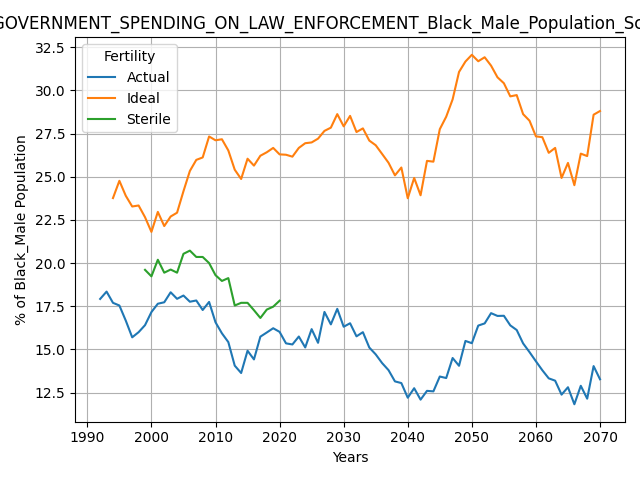 GOVERNMENT_SPENDING_ON_LAW_ENFORCEMENT_Black_Male_Population_Sc
Fertility
Actual
Ideal
Sterile
% of Black_Male Population
32.5
30.0
27.5
25.0
22.5
20.0
17.5
15.0
12.5
1990 2000 2010 2020 2030 2040 2050 2060 2070
Years